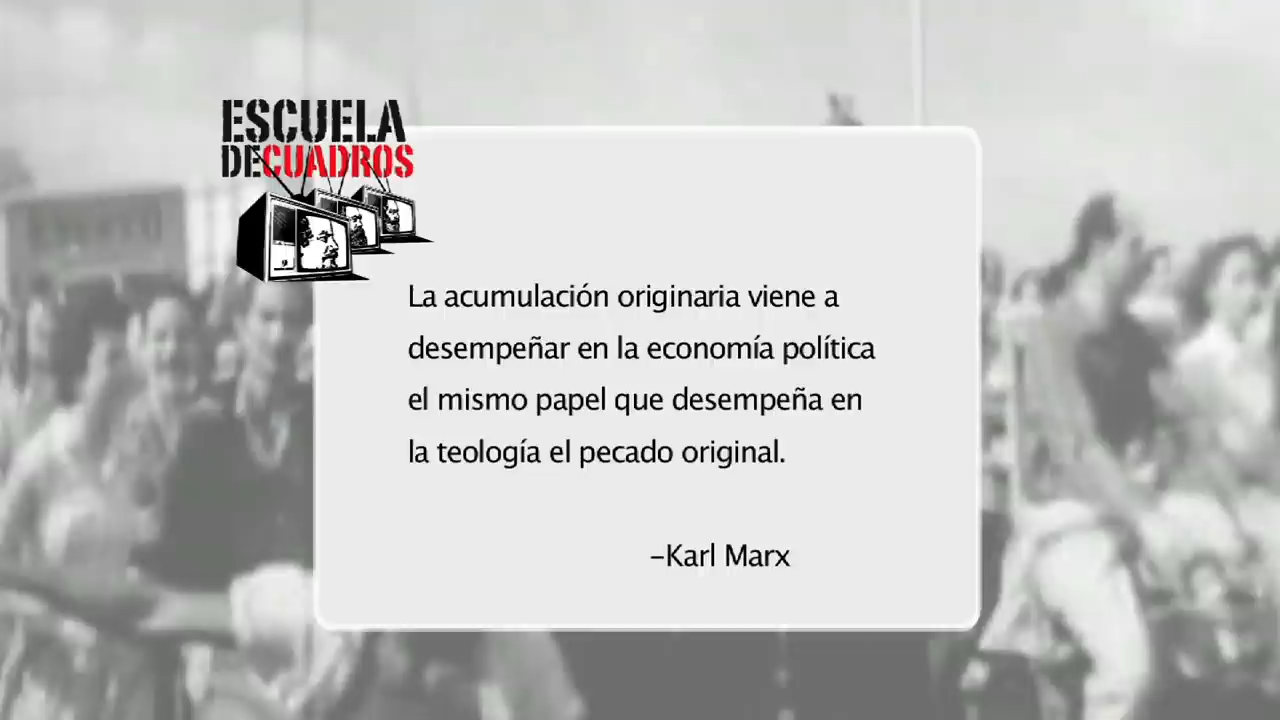 ESCUELA
DECUADROS
La acumulación originaria viene a
desempeñar en la economía política
el mismo papel que desempeña en
la teología el pecado original.
–Karl Marx